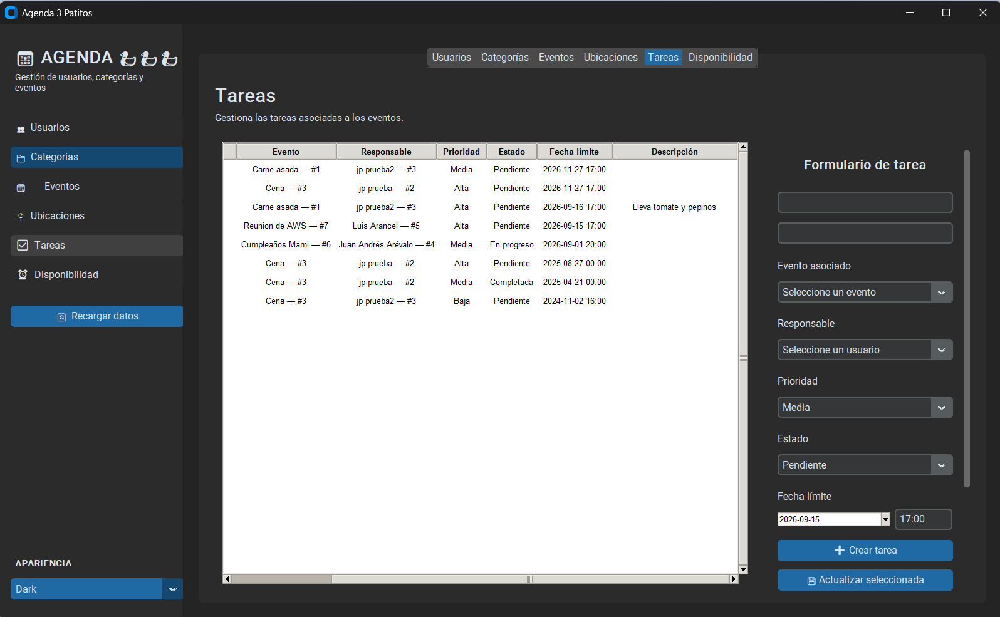 Agenda 3 Patitos
AGENDA
Gestión de usuarios, categorías y
eventos
Usuarios
Categorías
Eventos
Ubicaciones
Tareas
Disponibilidad
Recargar datos
APARIENCIA
Dark
Usuarios Categorías Eventos Ubicaciones Tareas Disponibilidad
Tareas
Gestiona las tareas asociadas a los eventos.
Evento Responsable Prioridad Estado Fecha límite Descripción
Carne asada — #1 jp prueba2 — #3 Media Pendiente 2026-11-27 17:00
Cena — #3 jp prueba — #2 Alta Pendiente 2026-11-27 17:00
Carne asada — #1 jp prueba2 — #3 Alta Pendiente 2026-09-16 17:00 Lleva tomate y pepinos
Reunion de AWS — #7 Luis Arancel — #5 Alta Pendiente 2026-09-15 17:00
Cumpleaños Mami — #6 Juan Andrés Arévalo — #4 Media En progreso 2026-09-01 20:00
Cena — #3 jp prueba — #2 Alta Pendiente 2025-08-27 00:00
Cena — #3 jp prueba — #2 Media Completada 2025-04-21 00:00
Cena — #3 jp prueba2 — #3 Baja Pendiente 2024-11-02 16:00
Formulario de tarea
Evento asociado
Seleccione un evento
Responsable
Seleccione un usuario
Prioridad
Media
Estado
Pendiente
Fecha límite
2026-09-15 17:00
Crear tarea
Actualizar seleccionada